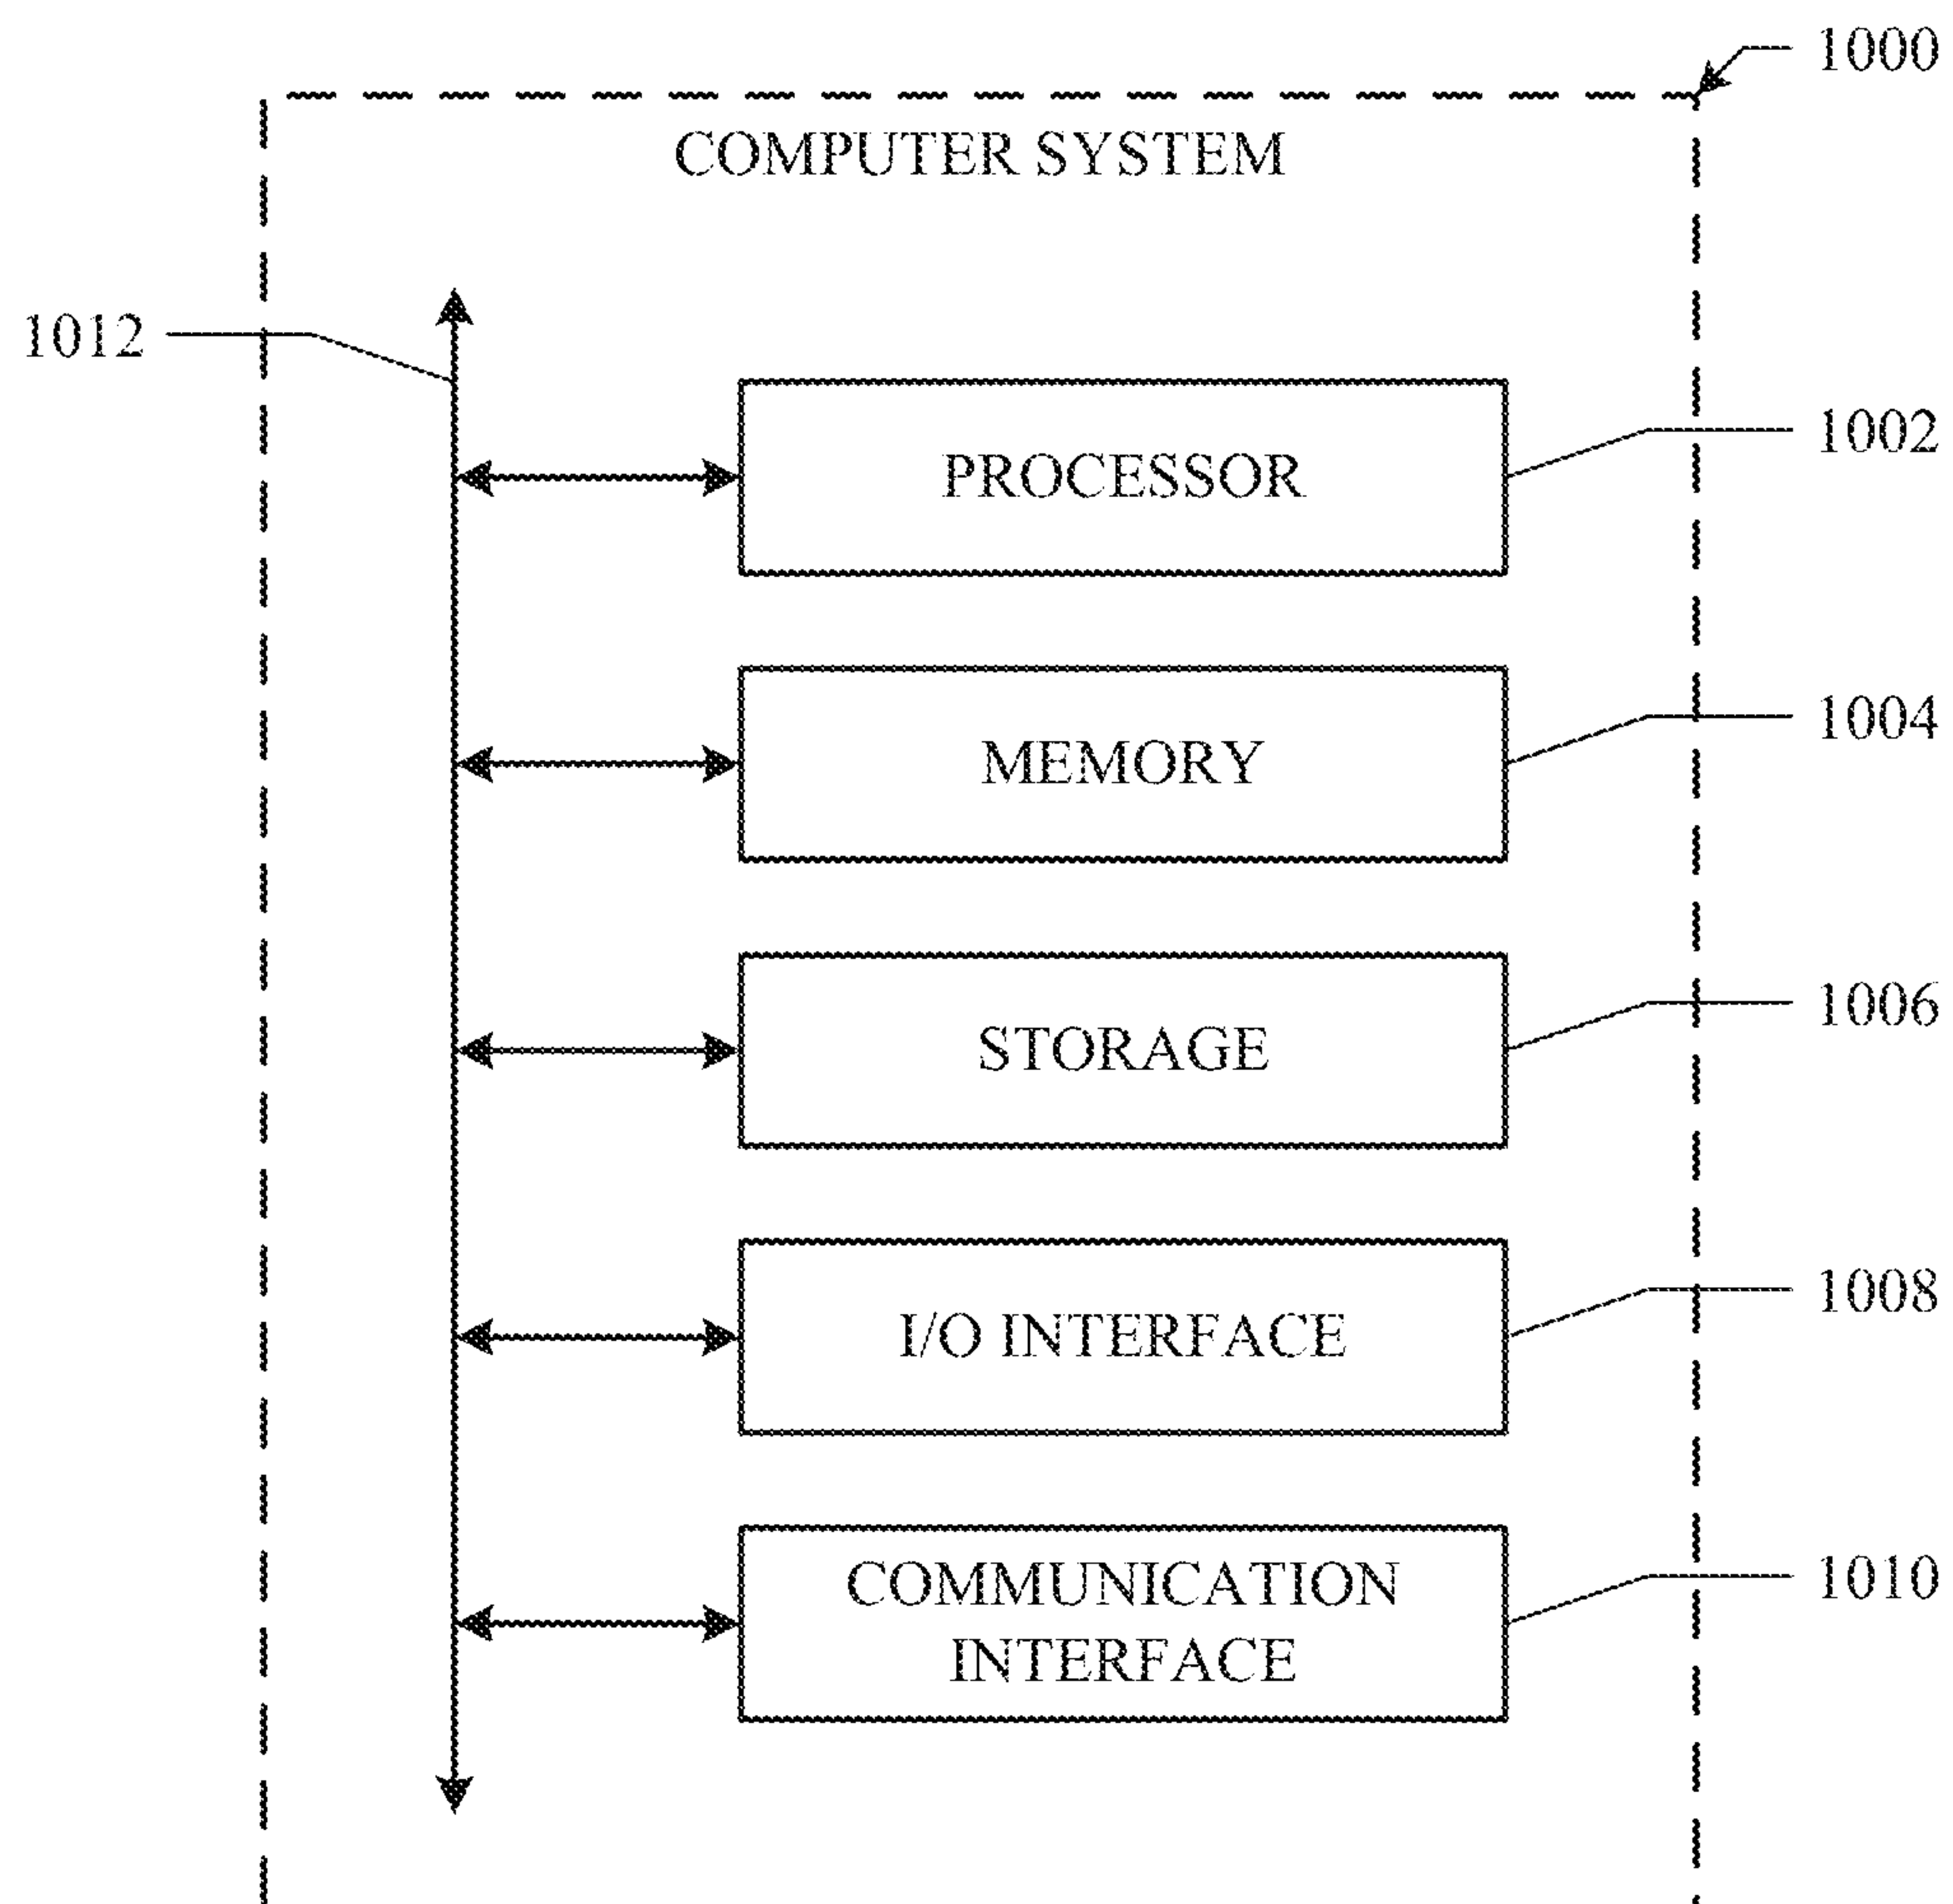 1000
COMPUTER SYSTEM
1012
PROCESSOR
1002
MEMORY
1004
STORAGE
1006
I/O INTERFACE
1008
COMMUNICATION
INTERFACE
1010